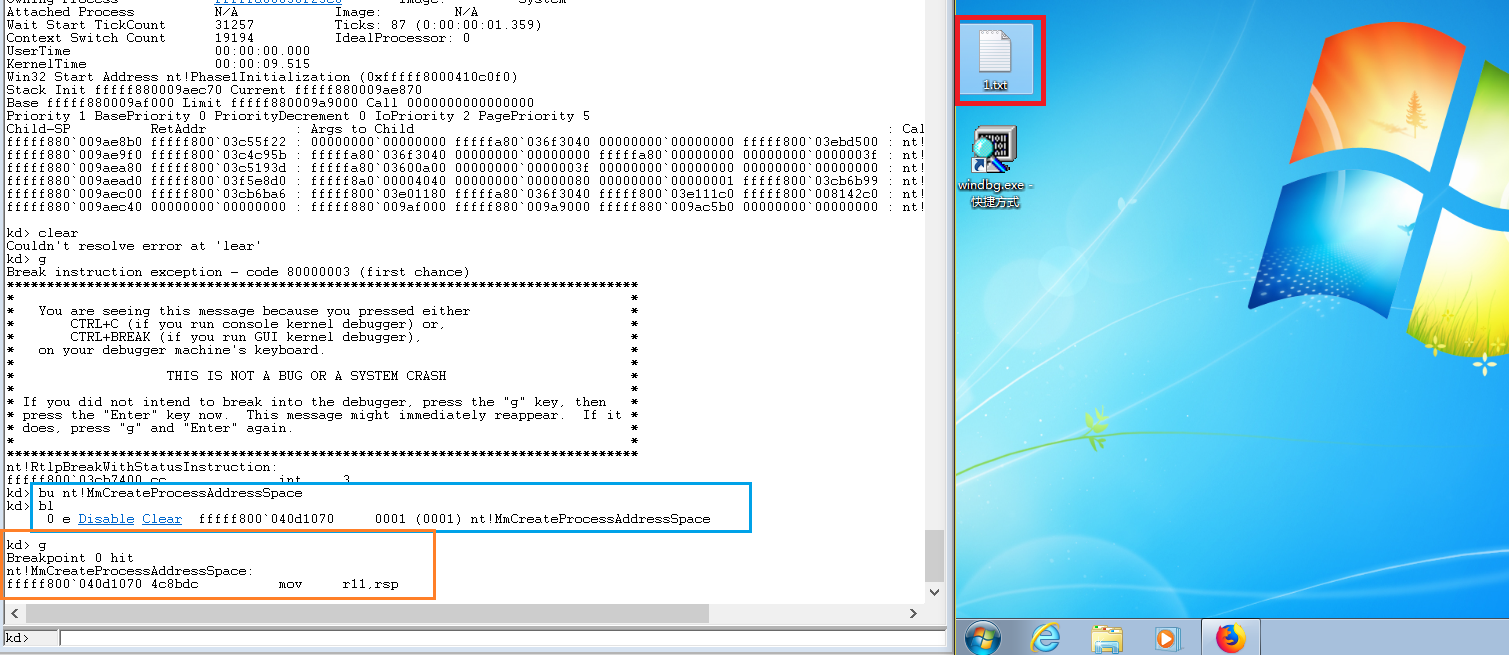 Attached Process          N/A            Image:         N/A
Wait Start TickCount      31257          Ticks: 87 (0:00:00:01.359)
Context Switch Count      19194          IdealProcessor: 0
UserTime                  00:00:00.000
KernelTime                00:00:09.515
Win32 Start Address nt!Phase1Initialization (0xfffff8000410c0f0)
Stack Init fffff880009aec70 Current fffff880009ae870
Base fffff880009af000 Limit fffff880009a9000 Call 0000000000000000
Priority 1 BasePriority 0 PriorityDecrement 0 IoPriority 2 PagePriority 5
Child-SP          RetAddr           : Args to Child                                                           : Cal
fffff880`009ae8b0 fffff800`03c55f22 : 00000000`00000000 fffffa80`036f3040 00000000`00000000 fffff800`03ebd500 : nt!
fffff880`009ae9f0 fffff800`03c4c95b : fffffa80`036f3040 00000000`00000000 fffffa80`00000000 00000000`0000003f : nt!
fffff880`009aea80 fffff800`03c5193d : fffffa80`03600a00 00000000`0000003f 00000000`00000000 00000000`00000000 : nt!
fffff880`009aead0 fffff800`03f5e8d0 : fffff8a0`00004040 00000000`00000080 00000000`00000001 fffff800`03cb6b99 : nt!
fffff880`009aec00 fffff800`03cb6ba6 : fffff800`03e01180 fffffa80`036f3040 fffff800`03e111c0 fffff800`008142c0 : nt!
fffff880`009aec40 00000000`00000000 : fffff880`009af000 fffff880`009a9000 fffff880`009ac5b0 00000000`00000000 : nt!
kd> clear
Couldn't resolve error at 'lear'
kd> g
Break instruction exception - code 80000003 (first chance)
*******************************************************************************
*                                                                             *
*   You are seeing this message because you pressed either                    *
*       CTRL+C (if you run console kernel debugger) or,                       *
*       CTRL+BREAK (if you run GUI kernel debugger),                          *
*   on your debugger machine's keyboard.                                      *
*                                                                             *
*                   THIS IS NOT A BUG OR A SYSTEM CRASH                       *
*                                                                             *
* If you did not intend to break into the debugger, press the "g" key, then   *
* press the "Enter" key now.  This message might immediately reappear.  If it *
* does, press "g" and "Enter" again.                                          *
*                                                                             *
*******************************************************************************
nt!RtlpBreakWithStatusInstruction:
fffff800`03cb7400 cc              int     3
kd> bu nt!MmCreateProcessAddressSpace
kd> bl
0 e Disable Clear  fffff800`040d1070     0001 (0001) nt!MmCreateProcessAddressSpace
kd> g
Breakpoint 0 hit
nt!MmCreateProcessAddressSpace:
fffff800`040d1070 4c8bdc          mov     r11,rsp
kd>
1.txt
windbg.exe -
快捷方式